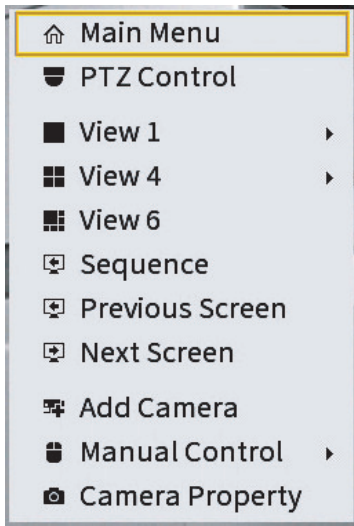 Main Menu
PTZ Control
View 1
View 4
View 6
Sequence
Previous Screen
Next Screen
Add Camera
Manual Control
Camera Property